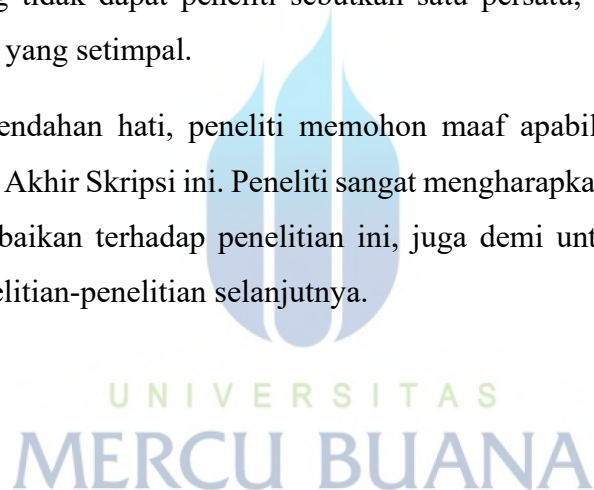 tidak dapat peneliti sebutkan satu persatu,
yang setimpal.
endahan hati, peneliti memohon maaf apabil
Akhir Skripsi ini. Peneliti sangat mengharapka
baikan terhadap penelitian ini, juga demi unt
elitian-penelitian selanjutnya.
UNIVERSITAS
MERCU BUANA